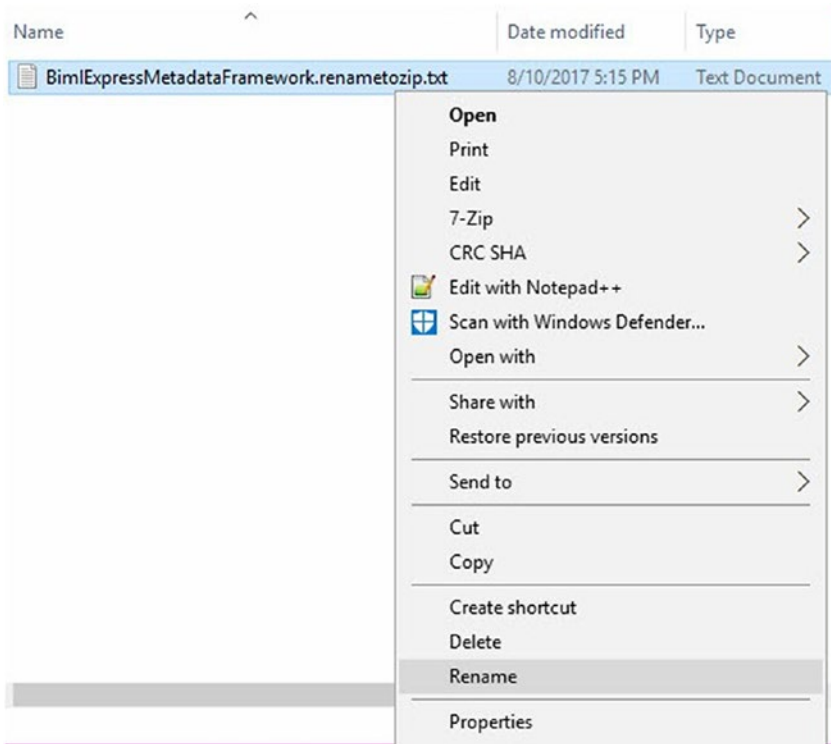 Name Date modified Type
BimlExpressMetadataFramework.renametozip.txt 8/10/2017 5:15 PM Text Document
Open
Print
Edit
7-Zip
CRC SHA
Edit with Notepad++
Scan with Windows Defender...
Open with
Share with
Restore previous versions
Send to
Cut
Copy
Create shortcut
Delete
Rename
Properties